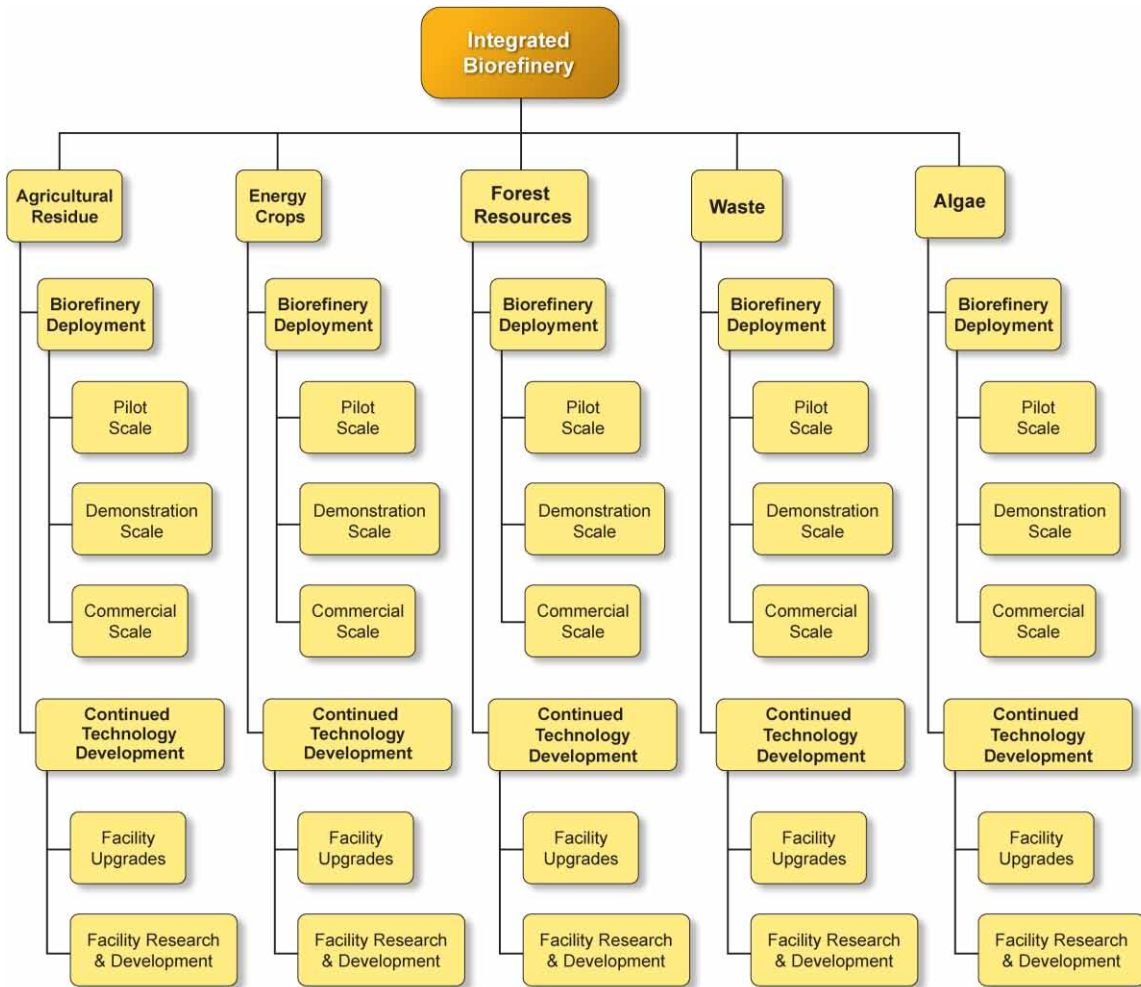 Integrated
Biorefinery
Agricultural
Residue
Energy
Crops
Forest
Resources
Waste
Algae
Biorefinery
Deployment
Biorefinery
Deployment
Biorefinery
Deployment
Biorefinery
Deployment
Biorefinery
Deployment
Pilot
Scale
Pilot
Scale
Pilot
Scale
Pilot
Scale
Pilot
Scale
Demonstration
Scale
Demonstration
Scale
Demonstration
Scale
Demonstration
Scale
Demonstration
Scale
Commercial
Scale
Commercial
Scale
Commercial
Scale
Commercial
Scale
Commercial
Scale
Continued
Technology
Development
Continued
Technology
Development
Continued
Technology
Development
Continued
Technology
Development
Continued
Technology
Development
Facility
Upgrades
Facility
Upgrades
Facility
Upgrades
Facility
Upgrades
Facility
Upgrades
Facility Research
& Development
Facility Research
& Development
Facility Research
& Development
Facility Research
& Development
Facility Research
& Development